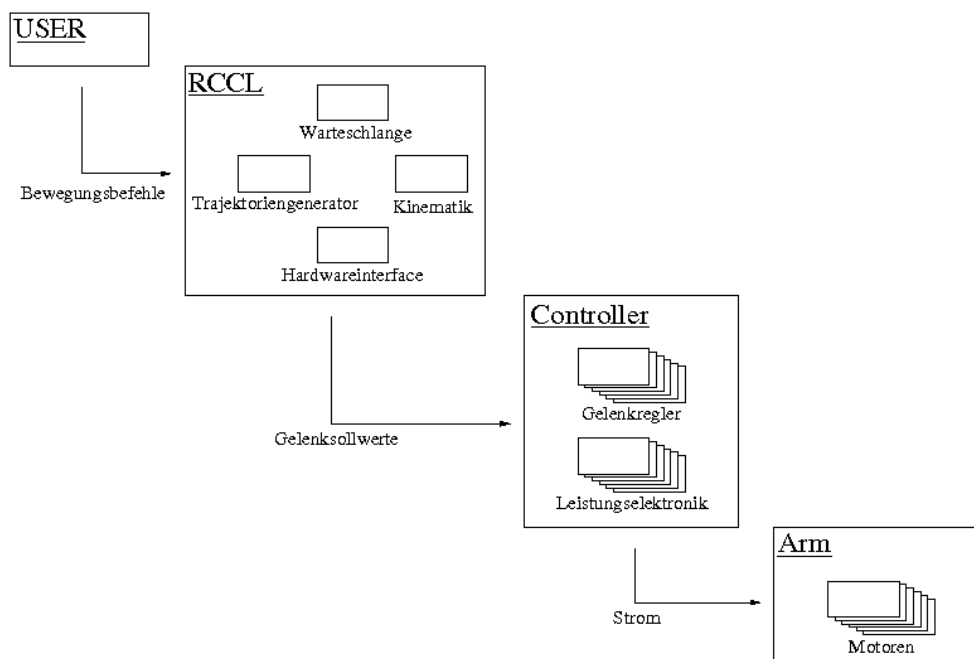 USER
RCCL
Warteschlange
Bewegungsbefehle
Trajektoriengenerator
Kinematik
Hardwareinterface
Controller
Gelenkregler
Gelenksollwerte
Leistungselektronik
Arm
Strom
Motoren